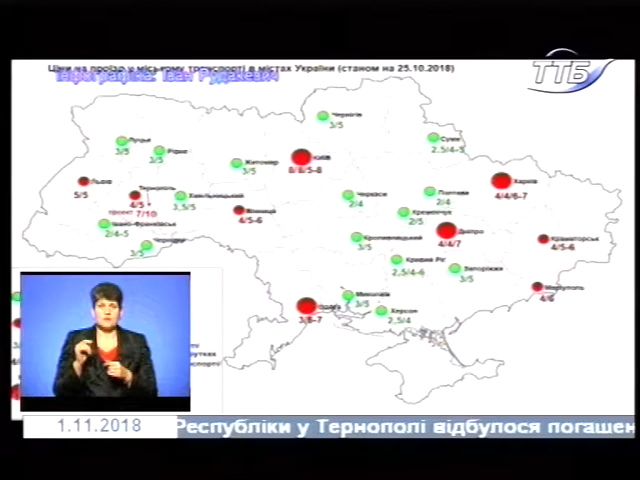 Ціни на проїзд у міському транспорті в містах України (станом на 25.10.2018)
Інфографіка: Іван Рудакевич
ТТБ
Чернігів
3/5
Луцьк
3/5
Рівне
3/5
Житомир
3/5
Київ
8/8/5-8
Суми
2,5/4-5
Львів
5/5
Тернопіль
4/5
проєкт 7/10
Хмельницький
3,5/5
Вінниця
4/5-6
Черкаси
2/4
Полтава
2/4
Харків
4/4/6-7
Кременчук
2/5
Івано-Франківськ
2/4-5
Чернівці
3/5
Кропивницький
3/5
Дніпро
4/4/7
Краматорськ
4/5-6
Кривий Ріг
2,5/4-6
Запоріжжя
3/5
Маріуполь
4/6
Миколаїв
3/5
Одеса
3/6-7
Херсон
2,5/4
1.11.2018
Республіки у Тернополі відбулося погашен